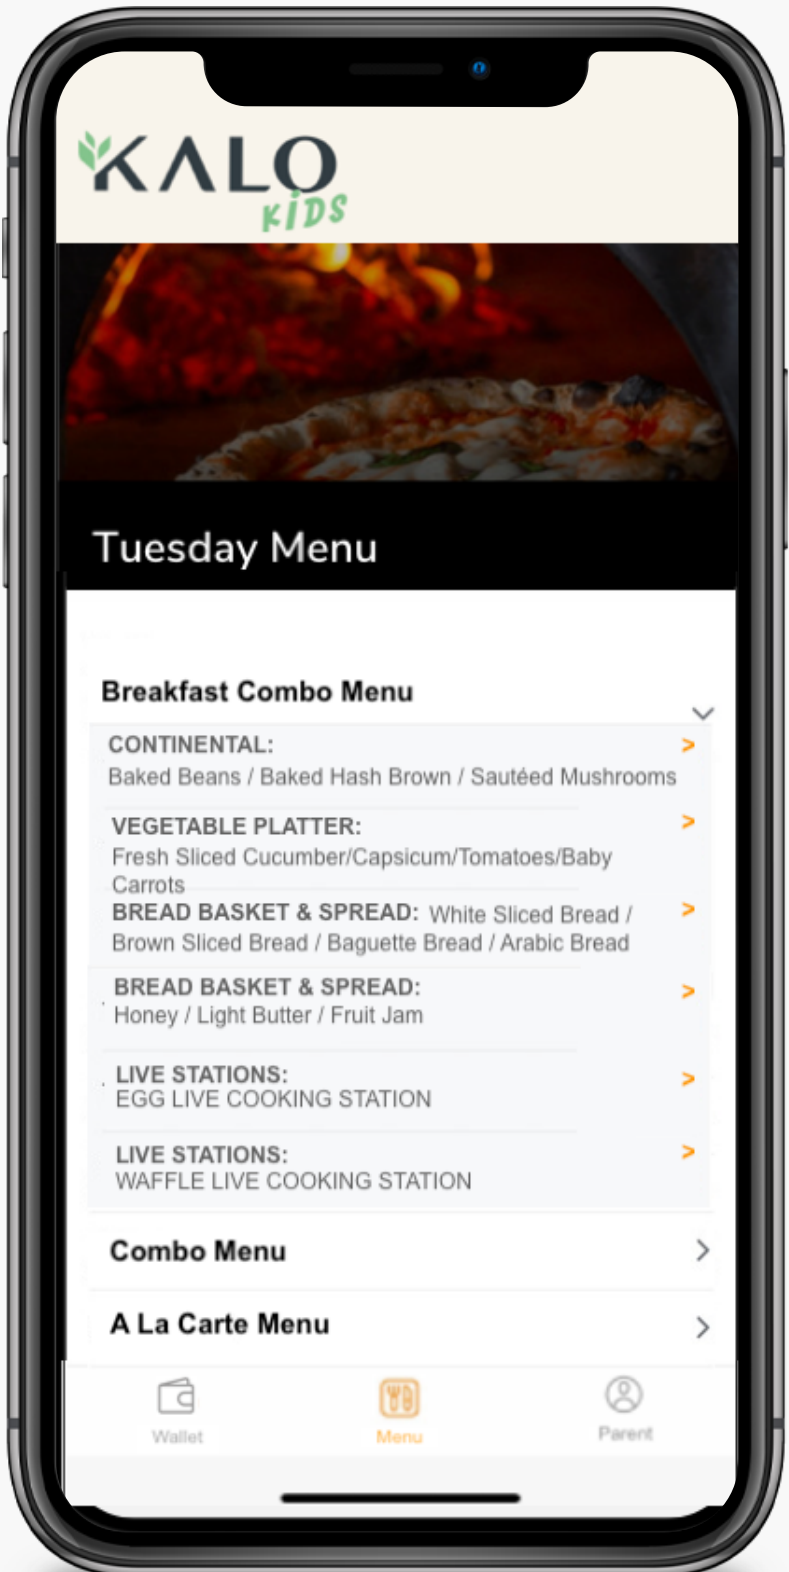 KALO
KiDS
Tuesday Menu
Breakfast Combo Menu
CONTINENTAL:
Baked Beans / Baked Hash Brown / Sautéed Mushrooms
VEGETABLE PLATTER:
Fresh Sliced Cucumber/Capsicum/Tomatoes/Baby
Carrots
BREAD BASKET & SPREAD: White Sliced Bread /
Brown Sliced Bread / Baguette Bread / Arabic Bread
BREAD BASKET & SPREAD:
Honey / Light Butter / Fruit Jam
LIVE STATIONS:
EGG LIVE COOKING STATION
LIVE STATIONS:
WAFFLE LIVE COOKING STATION
Combo Menu
A La Carte Menu
Wallet
Menu
Parent